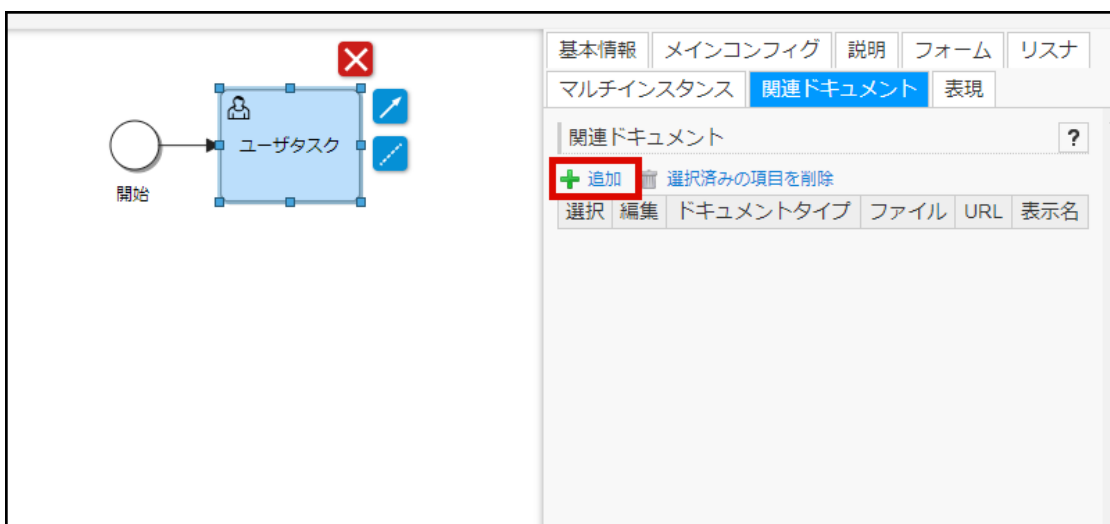 ユーザタスク
開始
基本情報 メインコンフィグ 説明 フォーム リスナ
マルチインスタンス 関連ドキュメント 表現
関連ドキュメント ?
追加 選択済みの項目を削除
選択 編集 ドキュメントタイプ ファイル URL 表示名